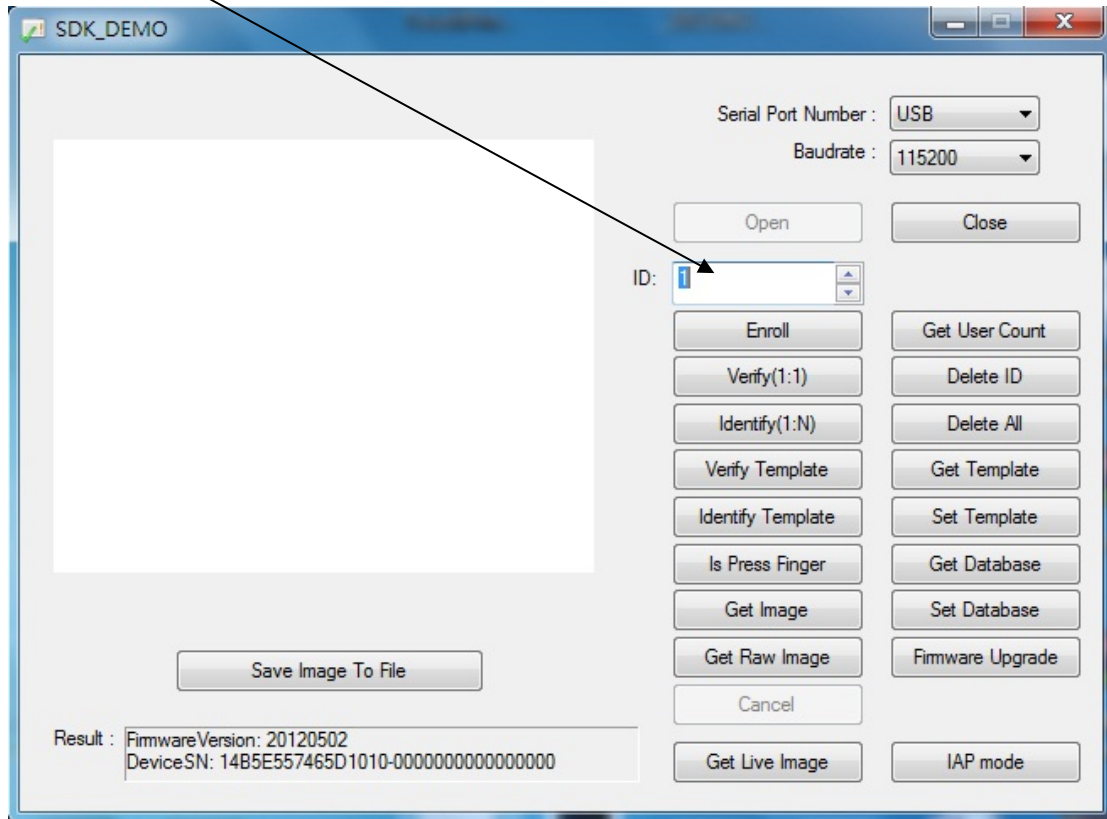 SDK_DEMO
Serial Port Number : USB
Baudrate : 115200
Open Close
ID: 1
Enroll Get User Count
Verify(1:1) Delete ID
Identify(1:N) Delete All
Verify Template Get Template
Identify Template Set Template
Is Press Finger Get Database
Get Image Set Database
Get Raw Image Firmware Upgrade
Save Image To File
Cancel
Result : FirmwareVersion: 20120502
DeviceSN: 14B5E557465D1010-0000000000000000
Get Live Image IAP mode